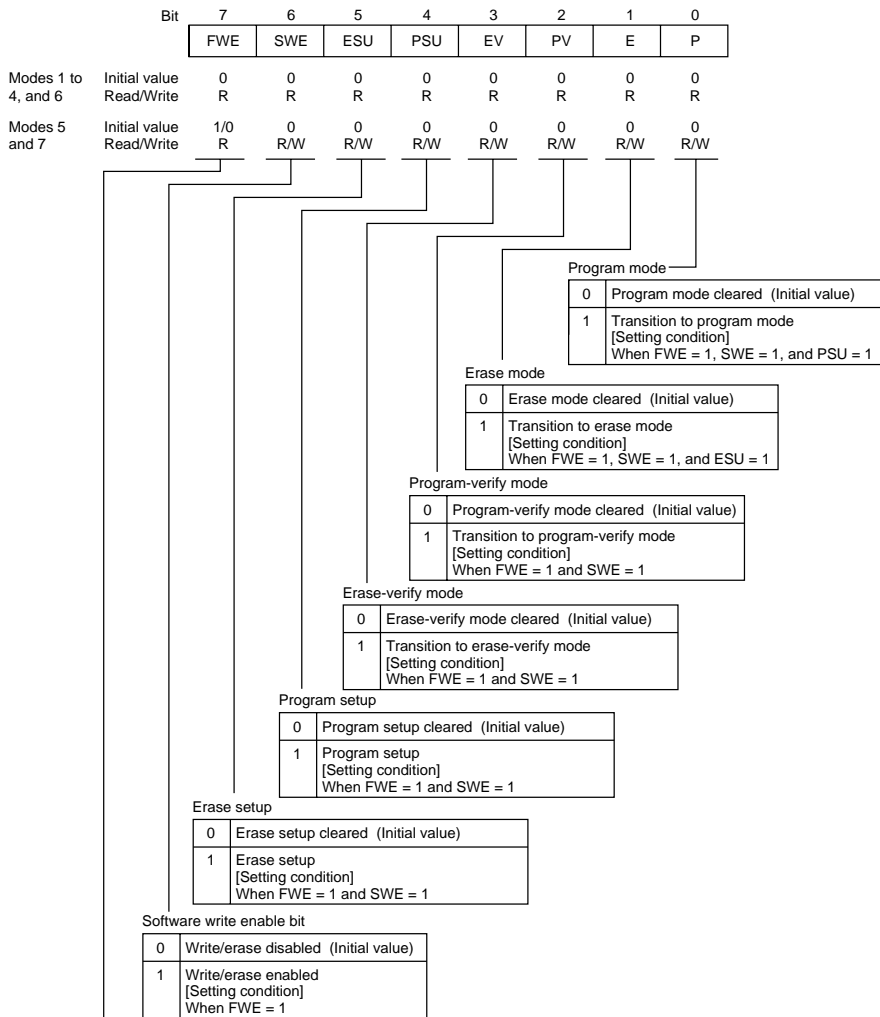 Bit 7 6 5 4 3 2 1 0
FWE SWE ESU PSU EV PV E P
Modes 1 to 4, and 6
Initial value 0 0 0 0 0 0 0 0
Read/Write R R R R R R R R
Modes 5 and 7
Initial value 1/0 0 0 0 0 0 0 0
Read/Write R R/W R/W R/W R/W R/W R/W R/W
Program mode
0 Program mode cleared (Initial value)
1 Transition to program mode
[Setting condition]
When FWE = 1, SWE = 1, and PSU = 1
Erase mode
0 Erase mode cleared (Initial value)
1 Transition to erase mode
[Setting condition]
When FWE = 1, SWE = 1, and ESU = 1
Program-verify mode
0 Program-verify mode cleared (Initial value)
1 Transition to program-verify mode
[Setting condition]
When FWE = 1 and SWE = 1
Erase-verify mode
0 Erase-verify mode cleared (Initial value)
1 Transition to erase-verify mode
[Setting condition]
When FWE = 1 and SWE = 1
Program setup
0 Program setup cleared (Initial value)
1 Program setup
[Setting condition]
When FWE = 1 and SWE = 1
Erase setup
0 Erase setup cleared (Initial value)
1 Erase setup
[Setting condition]
When FWE = 1 and SWE = 1
Software write enable bit
0 Write/erase disabled (Initial value)
1 Write/erase enabled
[Setting condition]
When FWE = 1